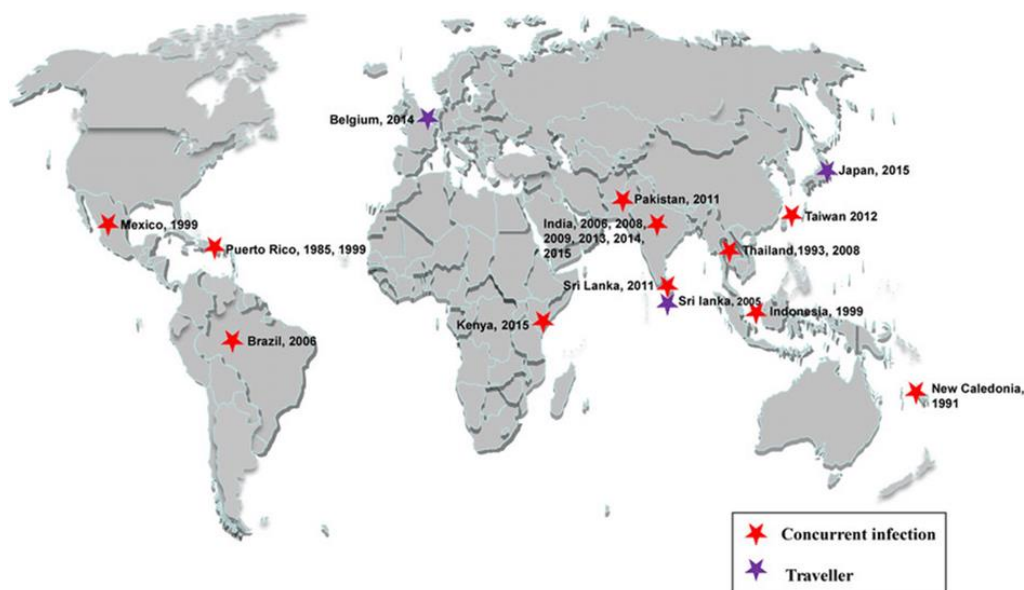 Belgium, 2014
Japan, 2015
Pakistan, 2011
Taiwan 2012
Mexico, 1999
India, 2006, 2008,
2009, 2013, 2014,
2015
Puerto Rico, 1985, 1999
Thailand,1993, 2008
Sri Lanka, 2011
Sri lanka, 2005
Indonesia, 1999
Kenya, 2015
Brazil, 2006
New Caledonia,
1991
Concurrent infection
Traveller